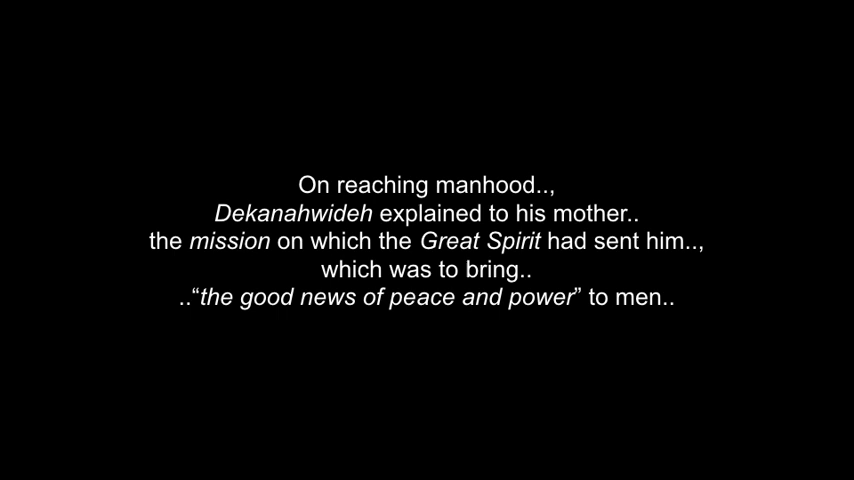 On reaching manhood..,
Dekanahwideh explained to his mother..
the mission on which the Great Spirit had sent him..,
which was to bring..
..“the good news of peace and power” to men..